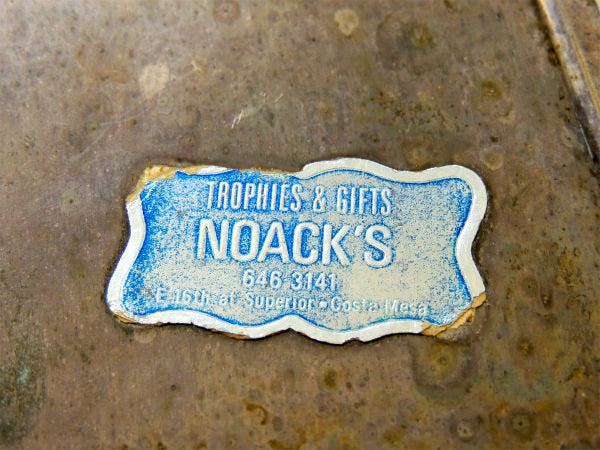 TROPHIES & GIFTS
NOACK'S
646-3141
E 16th at Superior • Costa Mesa